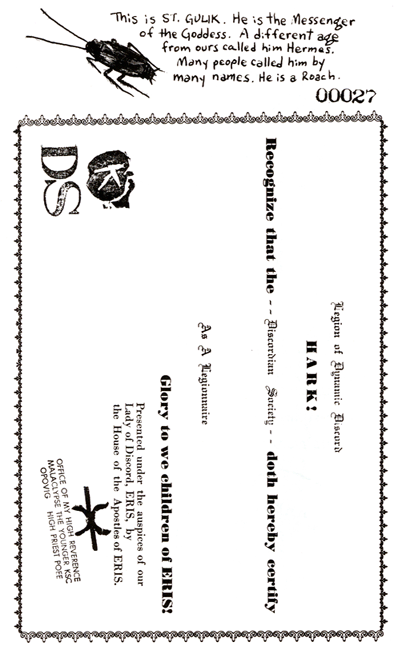 This is ST. GULIK. He is the Messenger
of the Goddess. A different age
from ours called him Hermes.
Many people called him by
many names. He is a Roach.
00027
Legion of Dynamic Discord
HARK!
Recognize that the -- Discordian Society -- doth hereby certify
As A Legionnaire
Glory to we children of ERIS!
Presented under the auspices of our
Lady of Discord, ERIS, by
the House of the Apostles of ERIS.
K
DS
OFFICE OF MY HIGH REVERENCE
MALACLYPSE THE YOUNGER KSC
OPOVIG HIGH PRIEST POEE